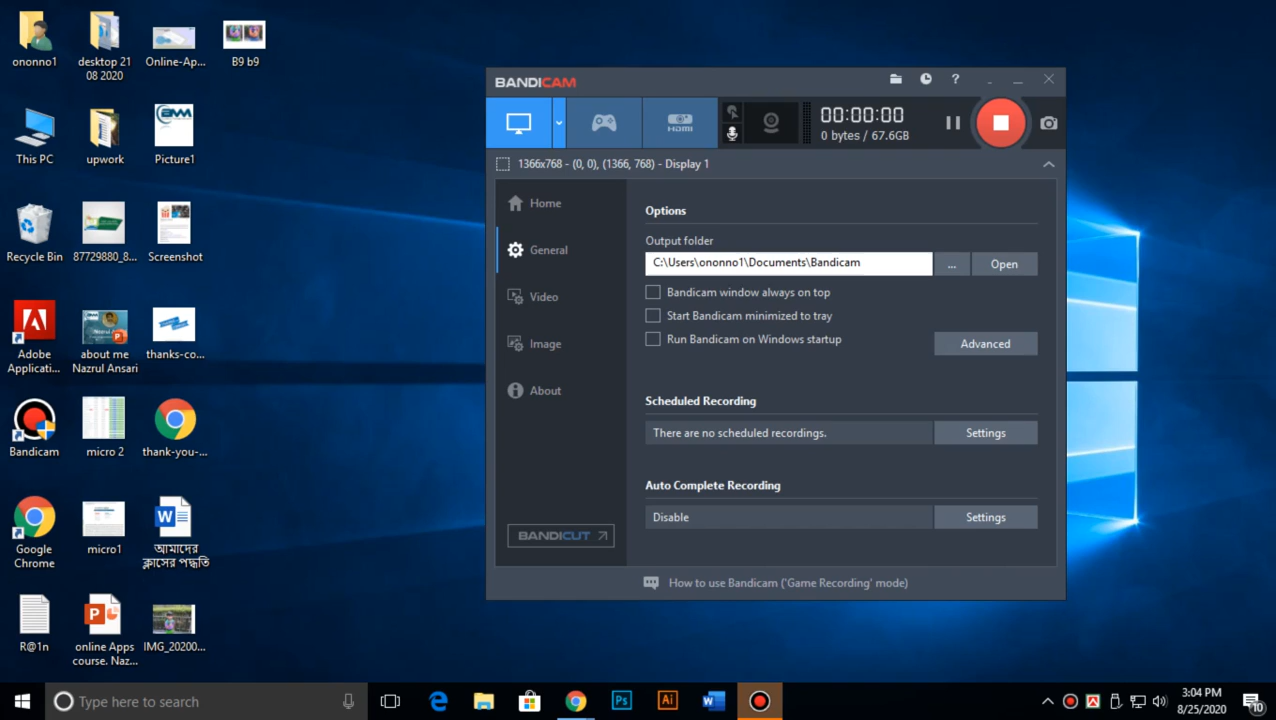 ononno1
desktop 21
08 2020
Online-Ap...
B9 b9
This PC
upwork
Picture1
Recycle Bin
87729880_8...
Screenshot
Adobe
Applicati...
about me
Nazrul Ansari
thanks-co...
Bandicam
micro 2
thank-you-...
Google
Chrome
micro1
আমাদের
ক্লাসের পদ্ধতি
R@1n
online Apps
course. Naz...
IMG_20200...
BANDICAM
00:00:00
0 bytes / 67.6GB
HDMI
1366x768 - (0, 0), (1366, 768) - Display 1
Home
General
Video
Image
About
BANDICUT
Options
Output folder
C:\Users\ononno1\Documents\Bandicam
...
Open
Bandicam window always on top
Start Bandicam minimized to tray
Run Bandicam on Windows startup
Advanced
Scheduled Recording
There are no scheduled recordings.
Settings
Auto Complete Recording
Disable
Settings
How to use Bandicam ('Game Recording' mode)
Type here to search
Ps
Ai
3:04 PM
8/25/2020
10